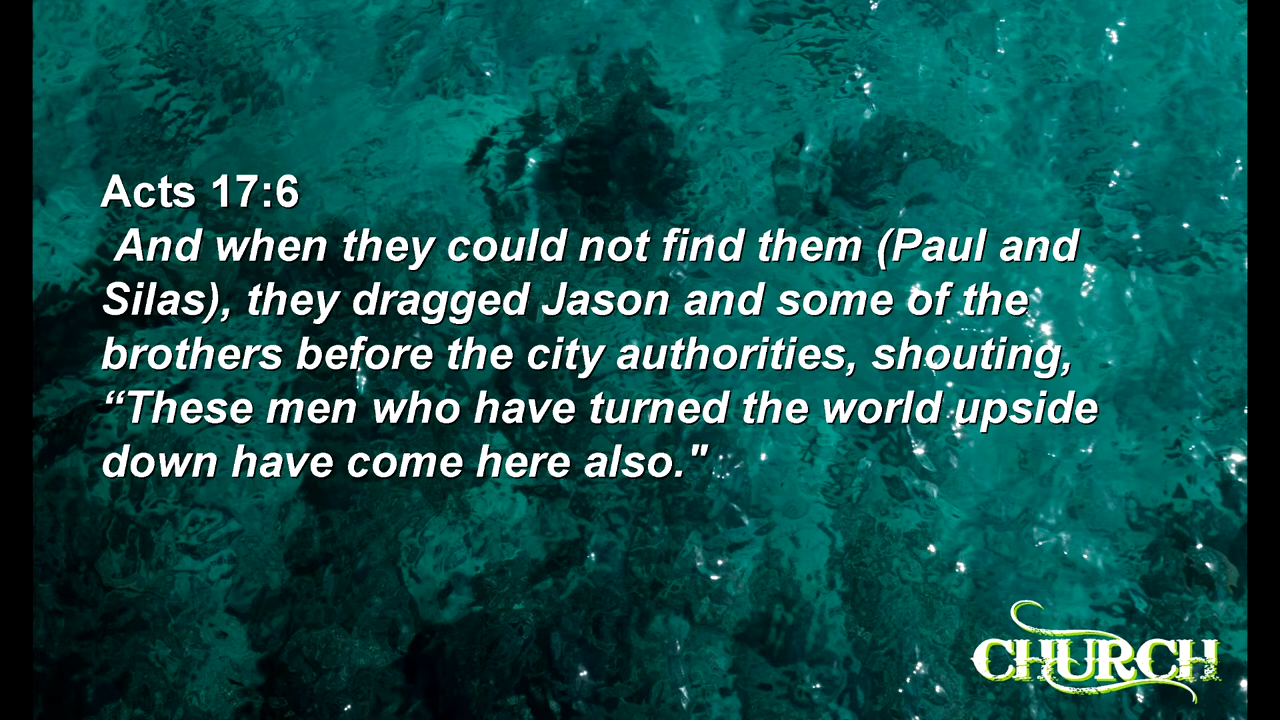 Acts 17:6
And when they could not find them (Paul and
Silas), they dragged Jason and some of the
brothers before the city authorities, shouting,
“These men who have turned the world upside
down have come here also."
CHURCH